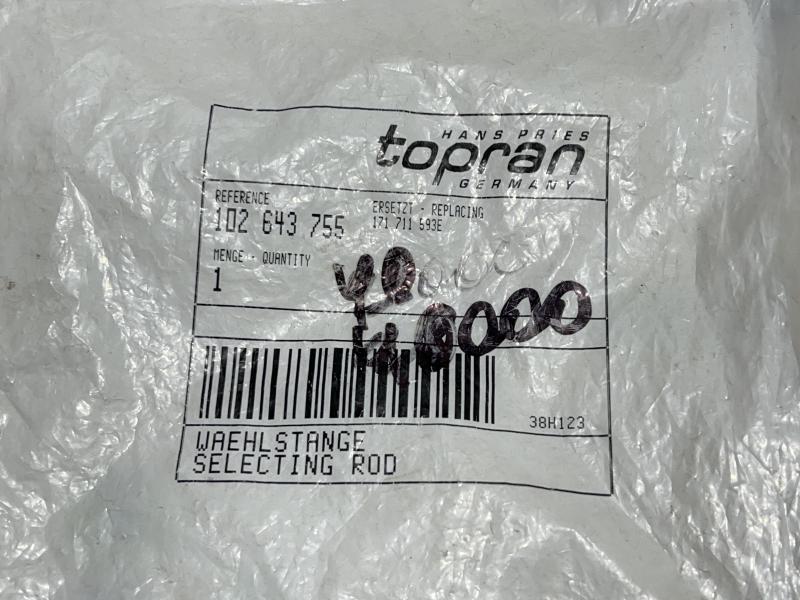 HANS PRIES
topran
GERMANY
REFERENCE
102 643 755
ERSETZT - REPLACING
171 711 593E
MENGE - QUANTITY
1
0000
38H123
WAEHLSTANGE
SELECTING ROD